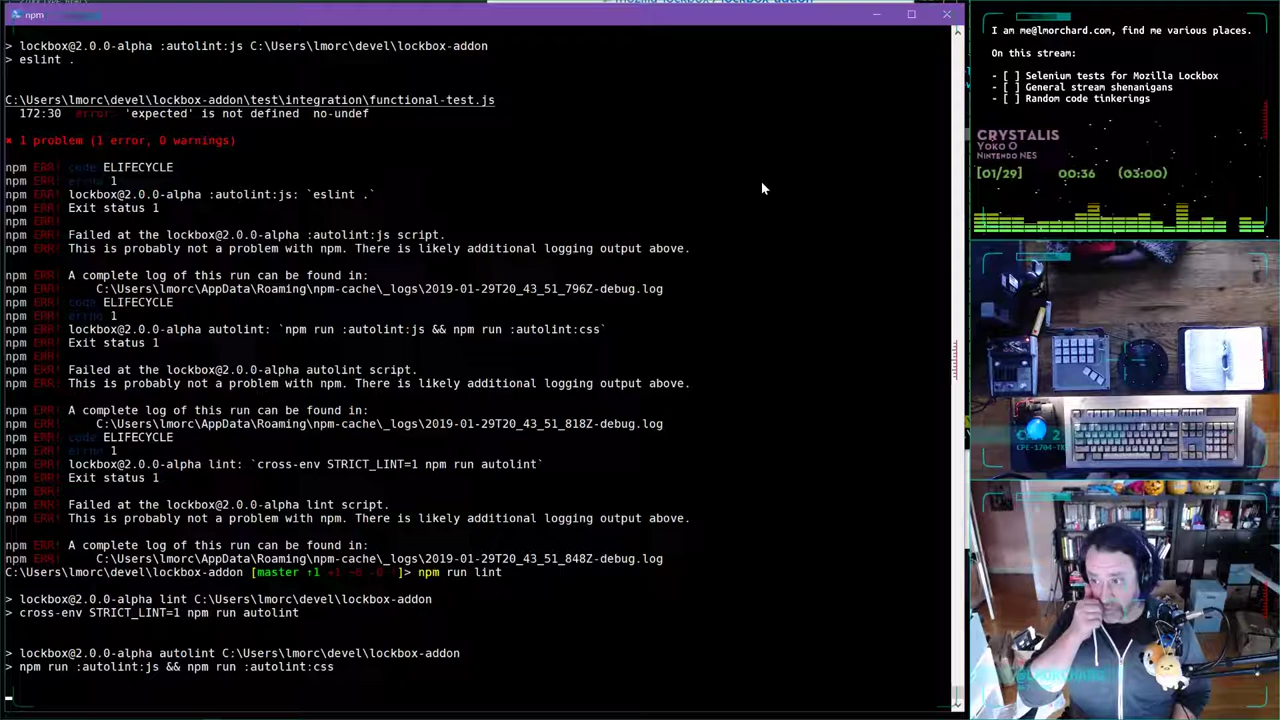 npm
> lockbox@2.0.0-alpha :autolint:js C:\Users\lmorc\devel\lockbox-addon
> eslint .
C:\Users\lmorc\devel\lockbox-addon\test\integration\functional-test.js
172:30 error: 'expected' is not defined no-undef
✖ 1 problem (1 error, 0 warnings)
npm ERR! code ELIFECYCLE
npm ERR! errno 1
npm ERR! lockbox@2.0.0-alpha :autolint:js: `eslint .`
npm ERR! Exit status 1
npm ERR!
npm ERR! Failed at the lockbox@2.0.0-alpha :autolint:js script.
npm ERR! This is probably not a problem with npm. There is likely additional logging output above.
npm ERR! A complete log of this run can be found in:
npm ERR! C:\Users\lmorc\AppData\Roaming\npm-cache\_logs\2019-01-29T20_43_51_796Z-debug.log
npm ERR! code ELIFECYCLE
npm ERR! errno 1
npm ERR! lockbox@2.0.0-alpha autolint: `npm run :autolint:js && npm run :autolint:css`
npm ERR! Exit status 1
npm ERR!
npm ERR! Failed at the lockbox@2.0.0-alpha autolint script.
npm ERR! This is probably not a problem with npm. There is likely additional logging output above.
npm ERR! A complete log of this run can be found in:
npm ERR! C:\Users\lmorc\AppData\Roaming\npm-cache\_logs\2019-01-29T20_43_51_818Z-debug.log
npm ERR! code ELIFECYCLE
npm ERR! errno 1
npm ERR! lockbox@2.0.0-alpha lint: `cross-env STRICT_LINT=1 npm run autolint`
npm ERR! Exit status 1
npm ERR!
npm ERR! Failed at the lockbox@2.0.0-alpha lint script.
npm ERR! This is probably not a problem with npm. There is likely additional logging output above.
npm ERR! A complete log of this run can be found in:
npm ERR! C:\Users\lmorc\AppData\Roaming\npm-cache\_logs\2019-01-29T20_43_51_848Z-debug.log
C:\Users\lmorc\devel\lockbox-addon [master ↑1 +1 ~6 -0 !]> npm run lint
> lockbox@2.0.0-alpha lint C:\Users\lmorc\devel\lockbox-addon
> cross-env STRICT_LINT=1 npm run autolint
> lockbox@2.0.0-alpha autolint C:\Users\lmorc\devel\lockbox-addon
> npm run :autolint:js && npm run :autolint:css
I am me@lmorchard.com, find me various places.
On this stream:
- [ ] Selenium tests for Mozilla Lockbox
- [ ] General stream shenanigans
- [ ] Random code tinkerings
CRYSTALIS
Yoko O
Nintendo NES
[01/29] 00:36 (03:00)
CAM 2
CPE-1704-TK
@LMORCHARD